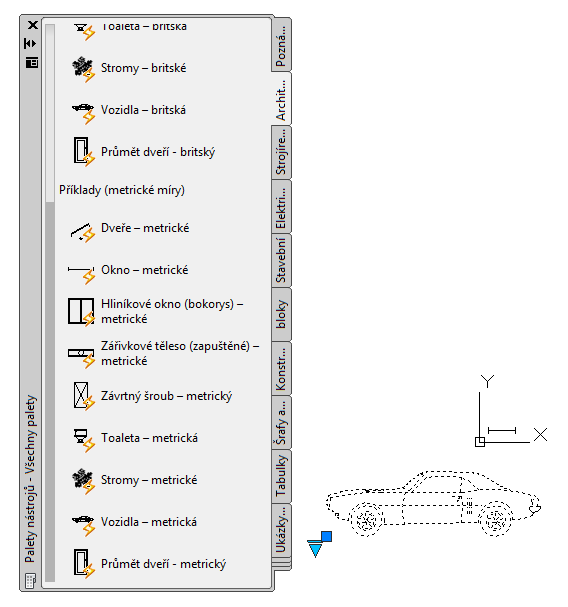 Toaleta – britská
Stromy – britské
Vozidla – britská
Průmět dveří - britský
Příklady (metrické míry)
Dveře – metrické
Okno – metrické
Hliníkové okno (bokorys) –
metrické
Zářivkové těleso (zapuštěné) –
metrické
Závrtný šroub – metrický
Toaleta – metrická
Stromy – metrické
Vozidla – metrická
Průmět dveří - metrický
Pozná...
Archit...
Strojíre...
Elektri...
Stavební
bloky
Konstr...
Šrafy a...
Tabulky
Ukázky...
Palety nástrojů - Všechny palety
Y
X